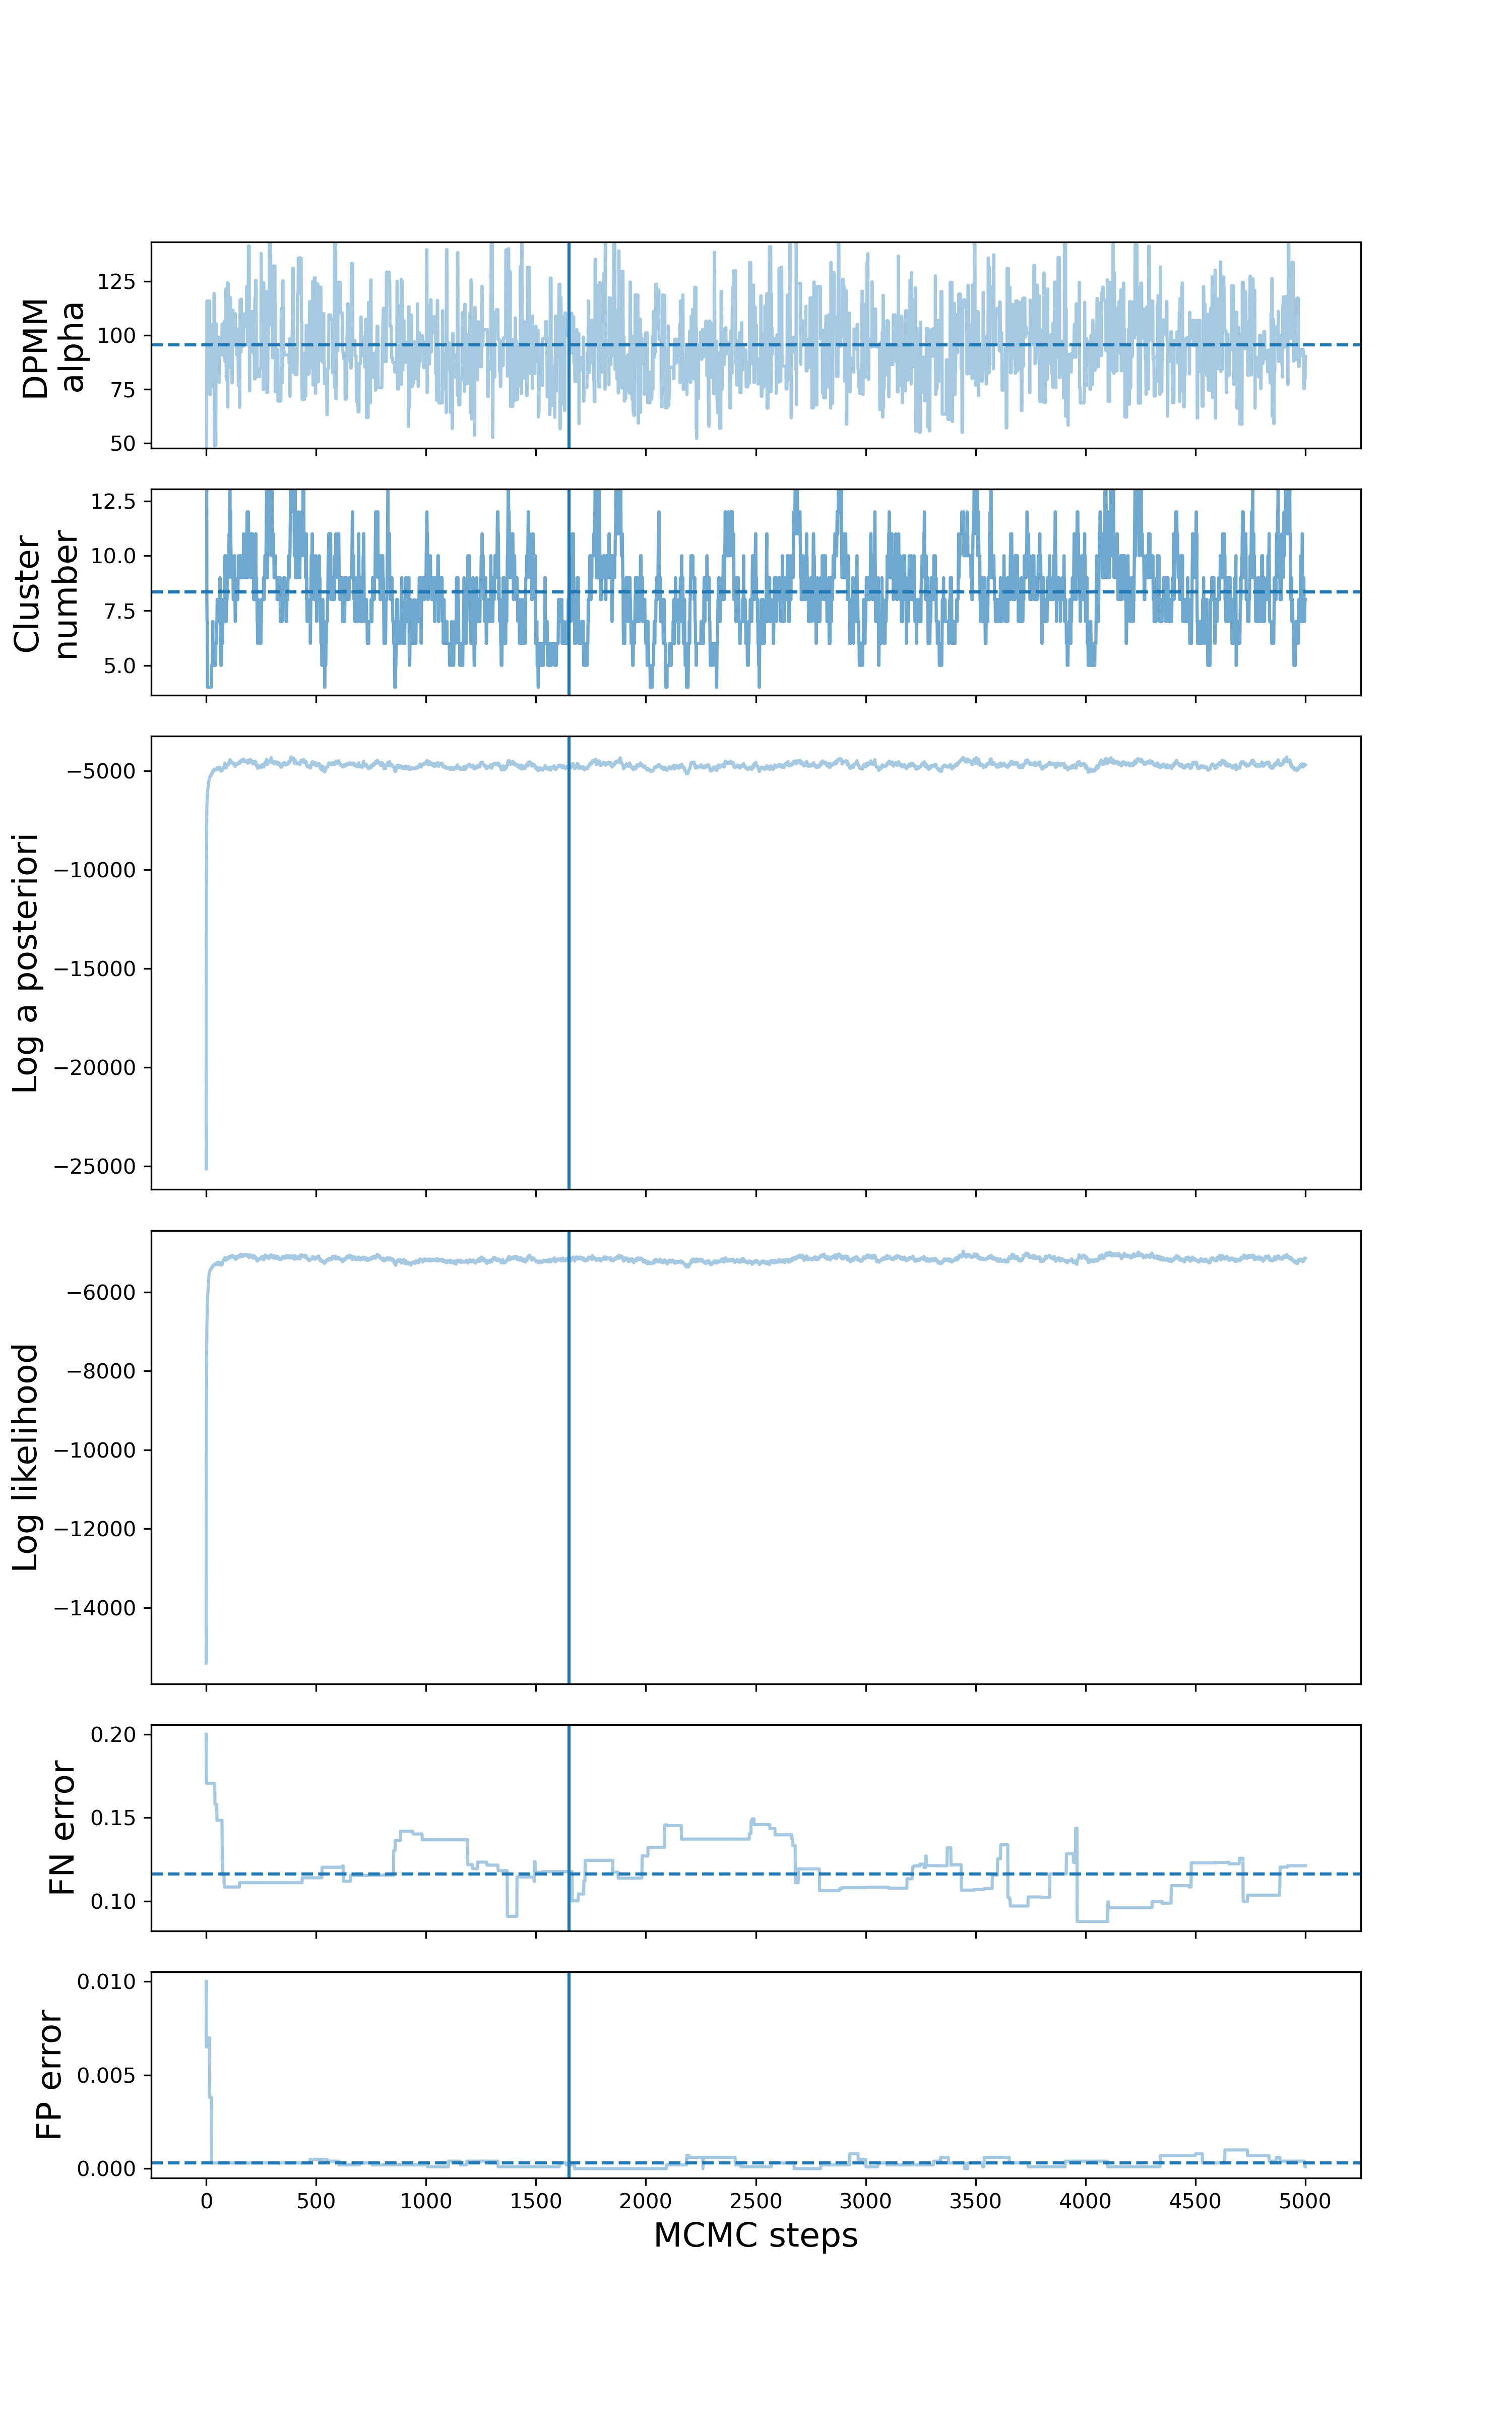 DPMM
alpha
125
100
75
50
Cluster
number
12.5
10.0
7.5
5.0
Log a posteriori
−5000
−10000
−15000
−20000
−25000
Log likelihood
−6000
−8000
−10000
−12000
−14000
FN error
0.20
0.15
0.10
FP error
0.010
0.005
0.000
0 500 1000 1500 2000 2500 3000 3500 4000 4500 5000
MCMC steps